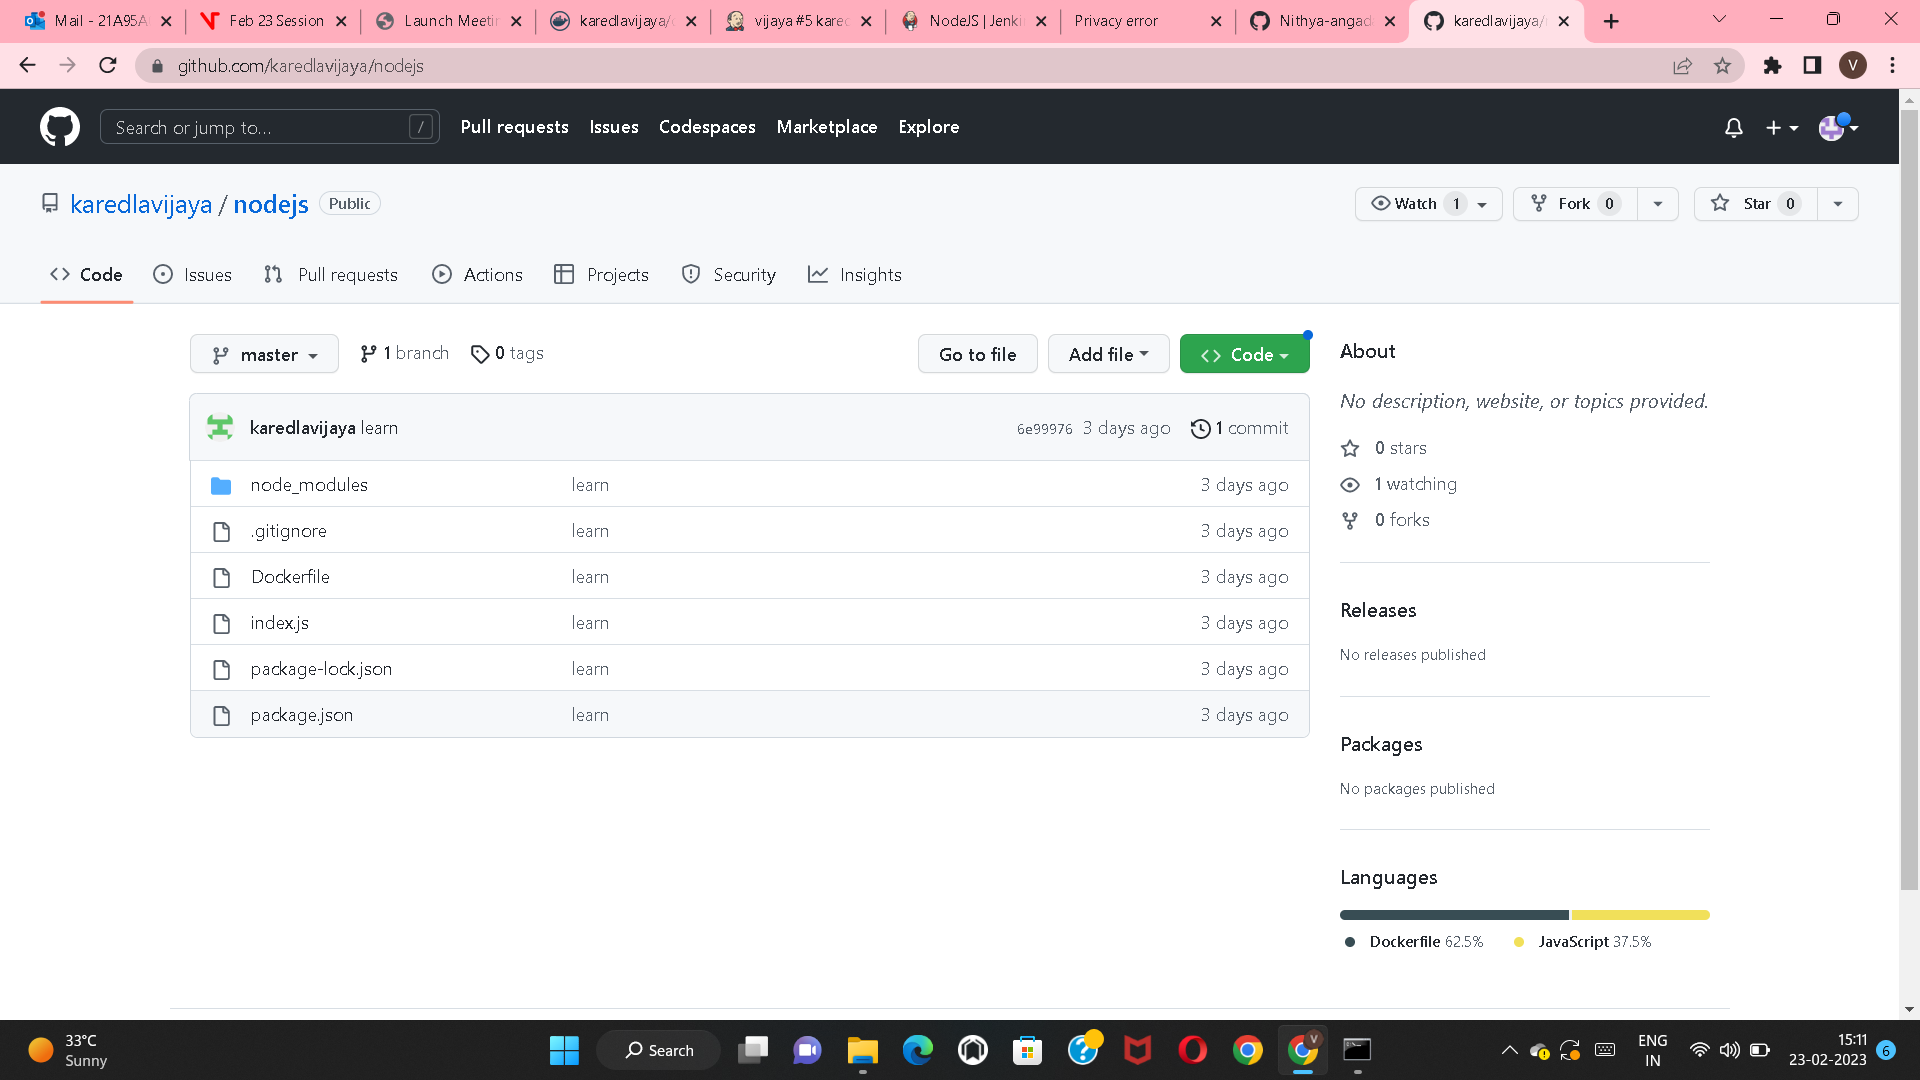 Mail - 21A95A
Feb 23 Session
Launch Meetin
karedlavijaya/c
vijaya #5 kared
NodeJS | Jenki
Privacy error
Nithya-angad
karedlavijaya/
github.com/karedlavijaya/nodejs
V
Search or jump to...
/
Pull requests
Issues
Codespaces
Marketplace
Explore
karedlavijaya / nodejs
Public
Watch 1
Fork 0
Star 0
Code
Issues
Pull requests
Actions
Projects
Security
Insights
master
1 branch
0 tags
Go to file
Add file
Code
karedlavijaya learn
6e99976 3 days ago
1 commit
node_modules learn 3 days ago
.gitignore learn 3 days ago
Dockerfile learn 3 days ago
index.js learn 3 days ago
package-lock.json learn 3 days ago
package.json learn 3 days ago
About
No description, website, or topics provided.
0 stars
1 watching
0 forks
Releases
No releases published
Packages
No packages published
Languages
Dockerfile 62.5%
JavaScript 37.5%
33°C
Sunny
Search
V
ENG
IN
15:11
23-02-2023
6